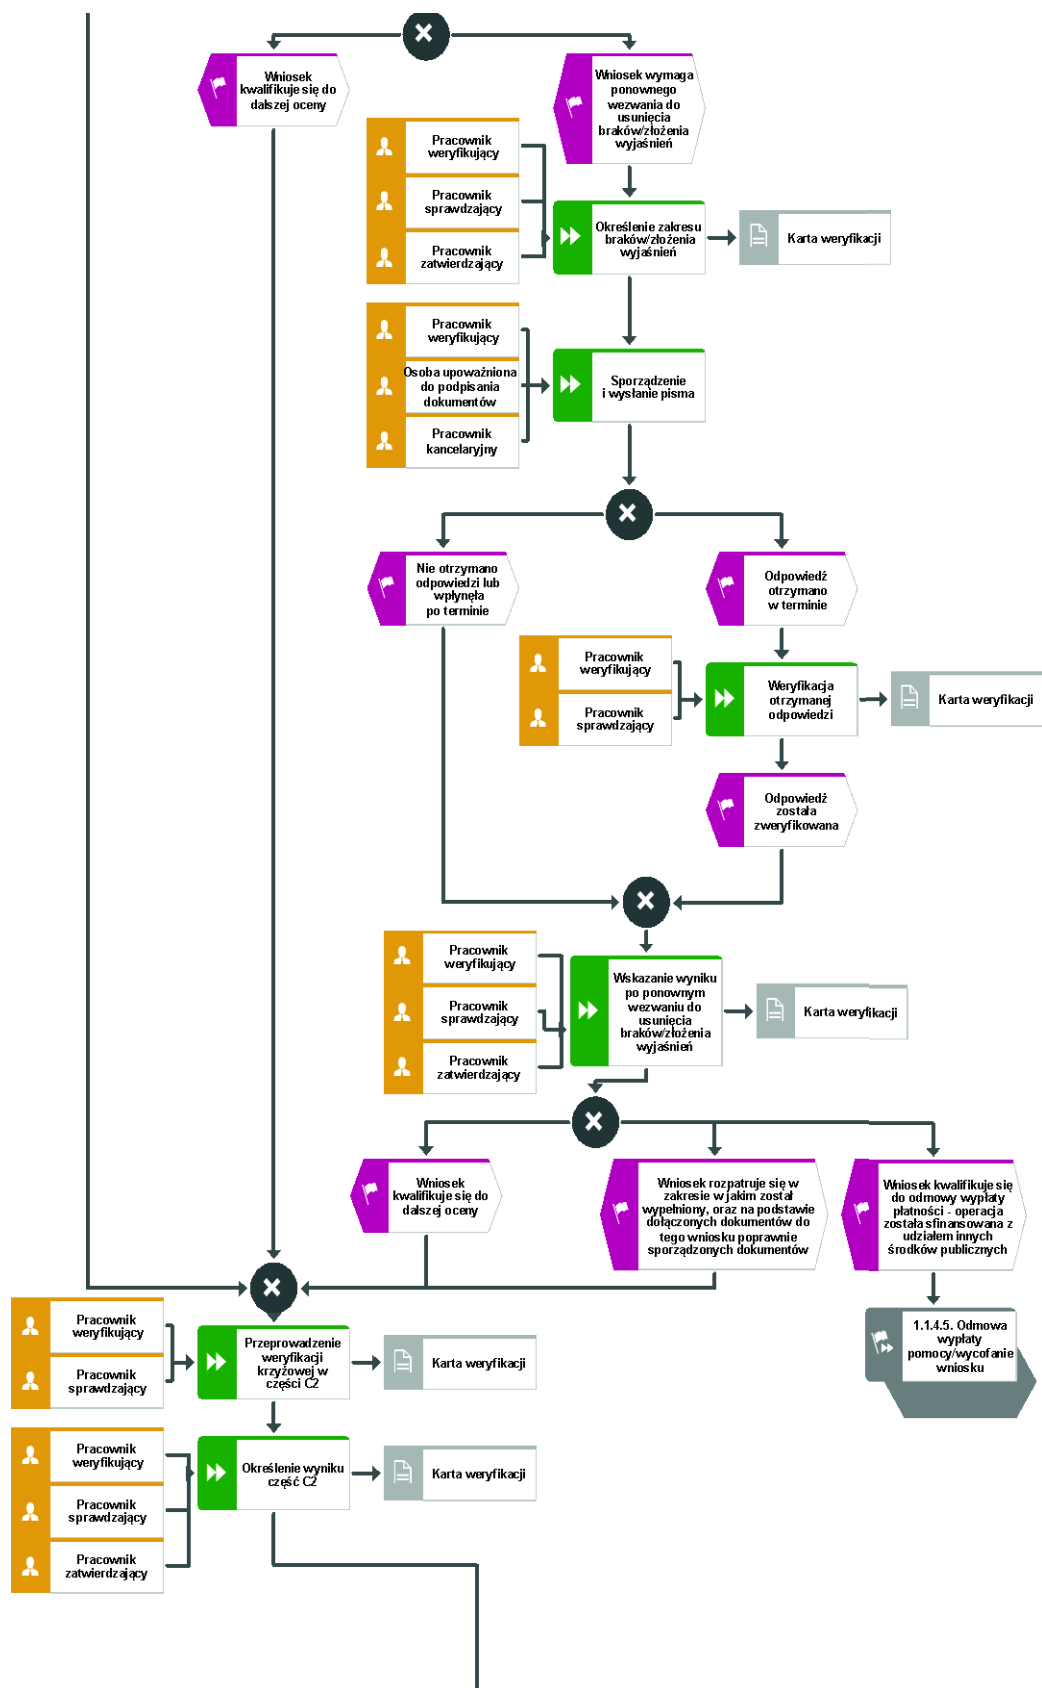 Wniosek
kwalifikuje się do
dalszej oceny
Wniosek wymaga
ponownego
wezwania do
usunięcia
braków/złożenia
wyjaśnień
Pracownik
weryfikujący
Pracownik
sprawdzający
Pracownik
zatwierdzający
Określenie zakresu
braków/złożenia
wyjaśnień
Karta weryfikacji
Pracownik
weryfikujący
Osoba upoważniona
do podpisania
dokumentów
Pracownik
kancelaryjny
Sporządzenie
i wysłanie pisma
Nie otrzymano
odpowiedzi lub
wpłynęła
po terminie
Odpowiedź
otrzymano
w terminie
Pracownik
weryfikujący
Pracownik
sprawdzający
Weryfikacja
otrzymanej
odpowiedzi
Karta weryfikacji
Odpowiedź
została
zweryfikowana
Pracownik
weryfikujący
Pracownik
sprawdzający
Pracownik
zatwierdzający
Wskazanie wyniku
po ponownym
wezwaniu do
usunięcia
braków/złożenia
wyjaśnień
Karta weryfikacji
Wniosek
kwalifikuje się do
dalszej oceny
Wniosek rozpatruje się w
zakresie w jakim został
wypełniony, oraz na podstawie
dołączonych dokumentów do
tego wniosku poprawnie
sporządzonych dokumentów
Wniosek kwalifikuje się
do odmowy wypłaty
płatności - operacja
została sfinansowana z
udziałem innych
środków publicznych
1.1.4.5. Odmowa
wypłaty
pomocy/wycofanie
wniosku
Pracownik
weryfikujący
Pracownik
sprawdzający
Przeprowadzenie
weryfikacji
krzyżowej w
części C2
Karta weryfikacji
Pracownik
weryfikujący
Pracownik
sprawdzający
Pracownik
zatwierdzający
Określenie wyniku
część C2
Karta weryfikacji